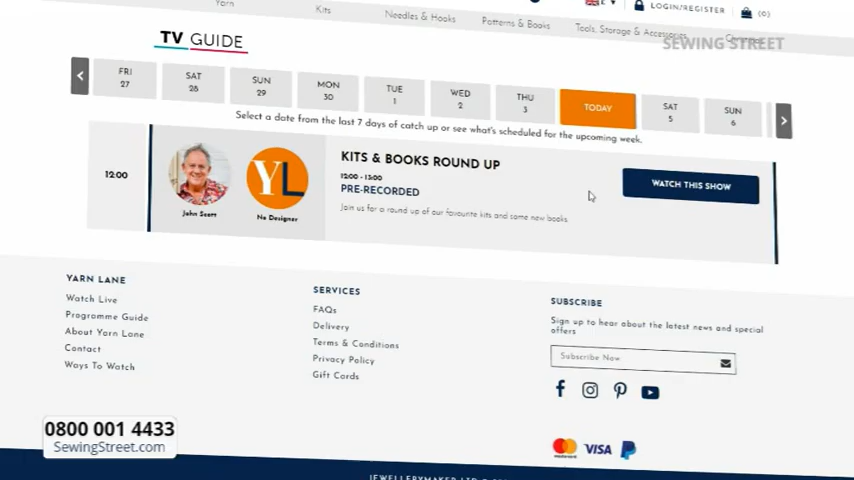 LOGIN/REGISTER (0)
Yarn Kits Needles & Hooks Patterns & Books Tools, Storage & Accessories
SEWING STREET
TV GUIDE
FRI 27 SAT 28 SUN 29 MON 30 TUE 1 WED 2 THU 3 TODAY SAT 5 SUN 6
Select a date from the last 7 days of catch up or see what's scheduled for the upcoming week.
12:00
YL
John Scott
No Designer
KITS & BOOKS ROUND UP
12:00 - 13:00
PRE-RECORDED
Join us for a round up of our favourite kits and some new books.
WATCH THIS SHOW
YARN LANE
Watch Live
Programme Guide
About Yarn Lane
Contact
Ways To Watch
SERVICES
FAQs
Delivery
Terms & Conditions
Privacy Policy
Gift Cards
SUBSCRIBE
Sign up to hear about the latest news and special
offers
Subscribe Now
mastercard VISA
0800 001 4433
SewingStreet.com
JEWELLERYMAKER LTD ©